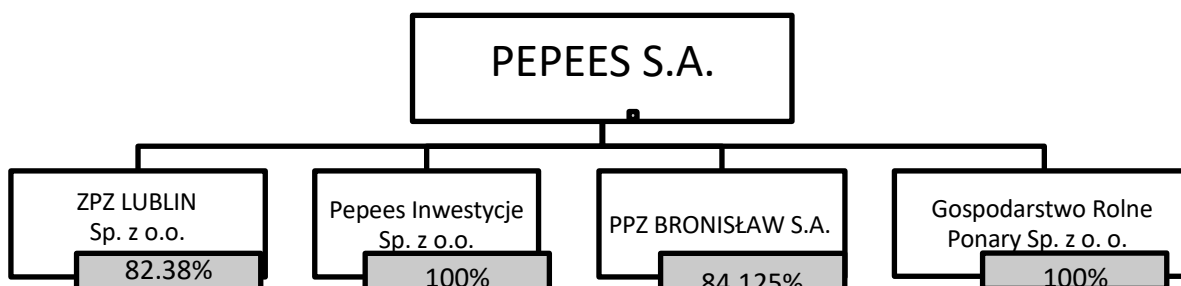 PEPEES S.A.
ZPZ LUBLIN
Sp. z o.o.
82.38%
Pepees Inwestycje
Sp. z o.o.
100%
PPZ BRONISŁAW S.A.
84.125%
Gospodarstwo Rolne
Ponary Sp. z o. o.
100%